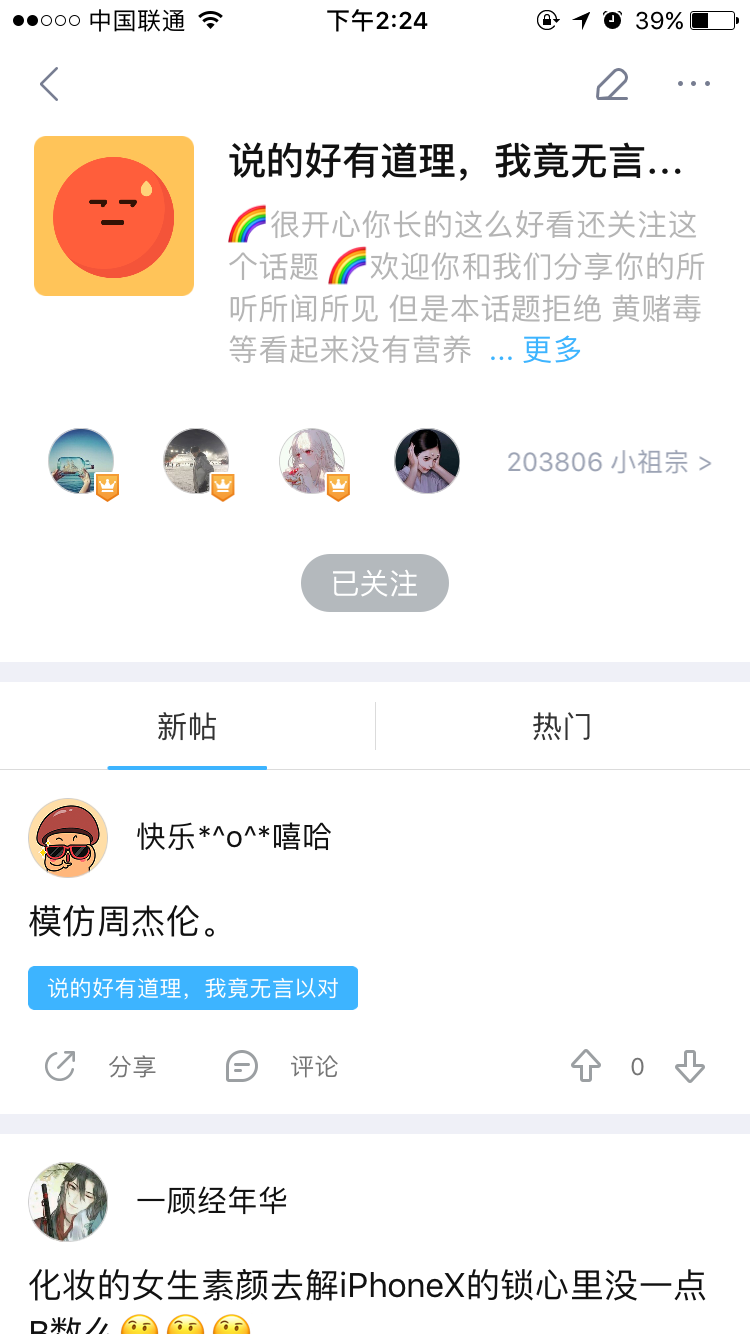 中国联通 下午2:24 39%
说的好有道理，我竟无言...
🌈很开心你长的这么好看还关注这
个话题 🌈欢迎你和我们分享你的所
听所闻所见 但是本话题拒绝 黄赌毒
等看起来没有营养 ... 更多
203806 小祖宗 >
已关注
新帖 热门
快乐*^o^*嘻哈
模仿周杰伦。
说的好有道理，我竟无言以对
分享 评论 0
一顾经年华
化妆的女生素颜去解iPhoneX的锁心里没一点
B数么🤔🤔🤔